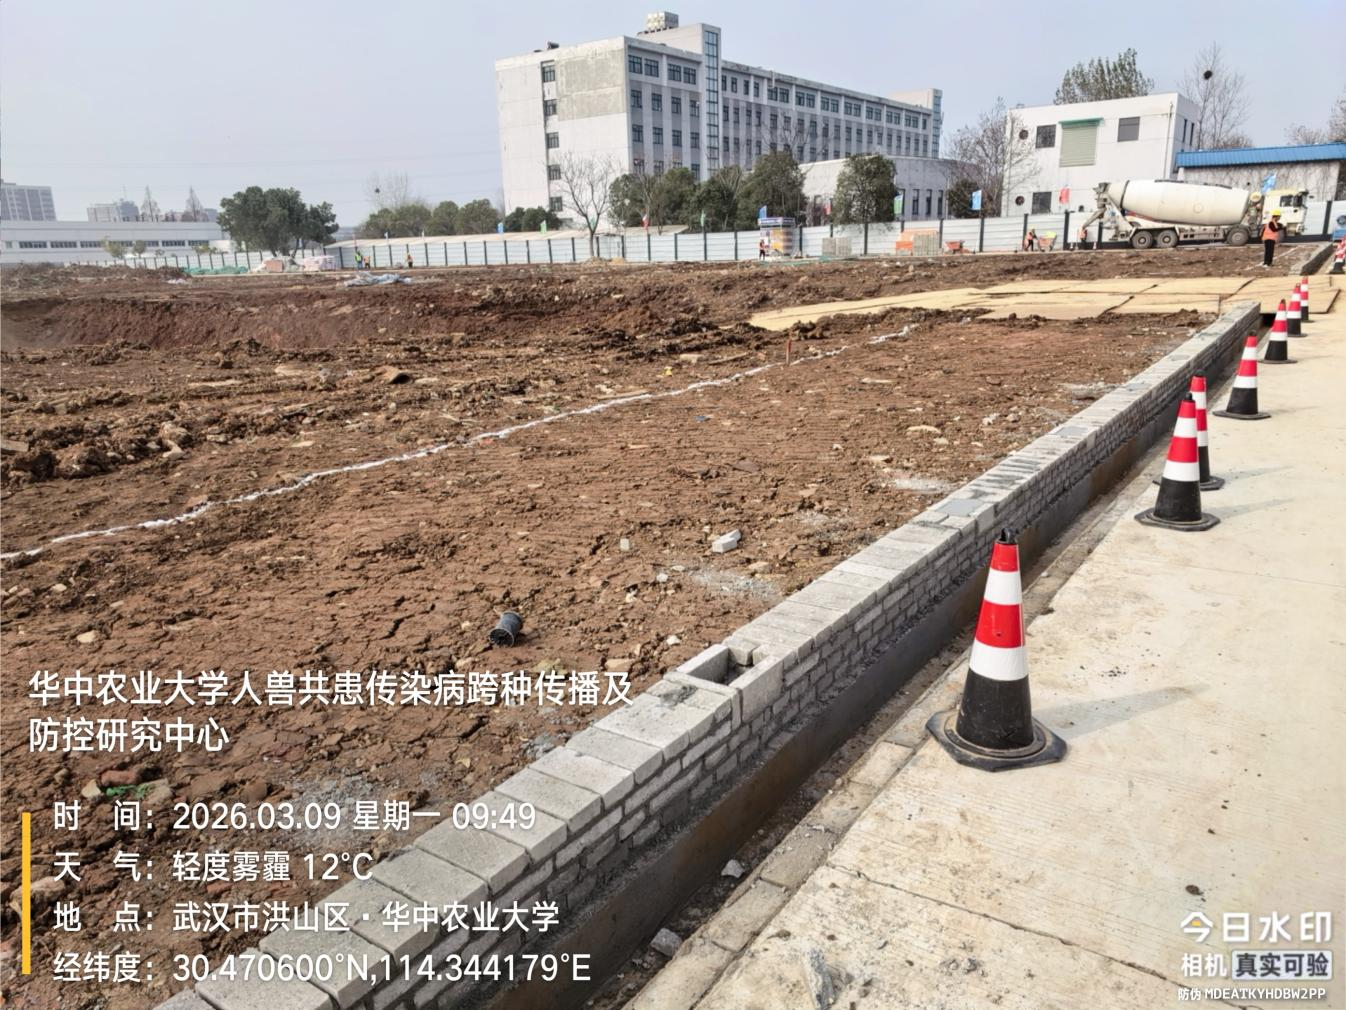 华中农业大学人兽共患传染病跨种传播及
防控研究中心
时 间：2026.03.09 星期一 09:49
天 气：轻度雾霾 12℃
地 点：武汉市洪山区·华中农业大学
经纬度：30.470600°N,114.344179°E
今日水印
相机 真实可验
防伪 MDEATKYHDBW2PP